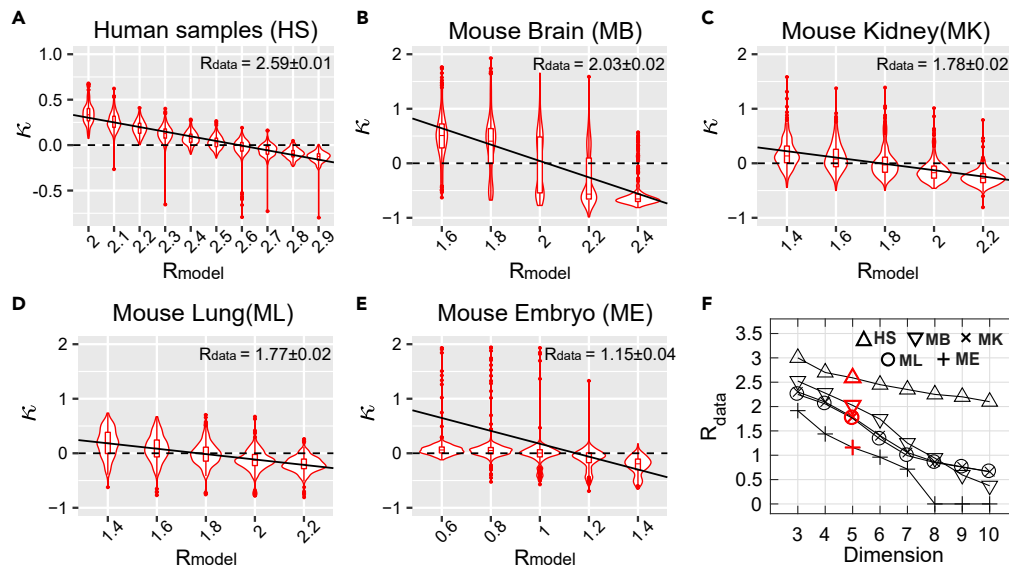 A
Human samples (HS)
R data = 2.59±0.01
κ
1.0
0.5
0.0
−0.5
2
2.1
2.2
2.3
2.4
2.5
2.6
2.7
2.8
2.9
Rmodel
B
Mouse Brain (MB)
R data = 2.03±0.02
κ
2
1
0
−1
1.6
1.8
2
2.2
2.4
Rmodel
C
Mouse Kidney(MK)
R data = 1.78±0.02
κ
2
1
0
−1
1.4
1.6
1.8
2
2.2
Rmodel
D
Mouse Lung(ML)
R data = 1.77±0.02
κ
2
1
0
−1
1.4
1.6
1.8
2
2.2
Rmodel
E
Mouse Embryo (ME)
R data = 1.15±0.04
κ
2
1
0
−1
0.6
0.8
1
1.2
1.4
Rmodel
F
HS MB MK
ML ME
R data
3.5
3
2.5
2
1.5
1
0.5
0
3 4 5 6 7 8 9 10
Dimension